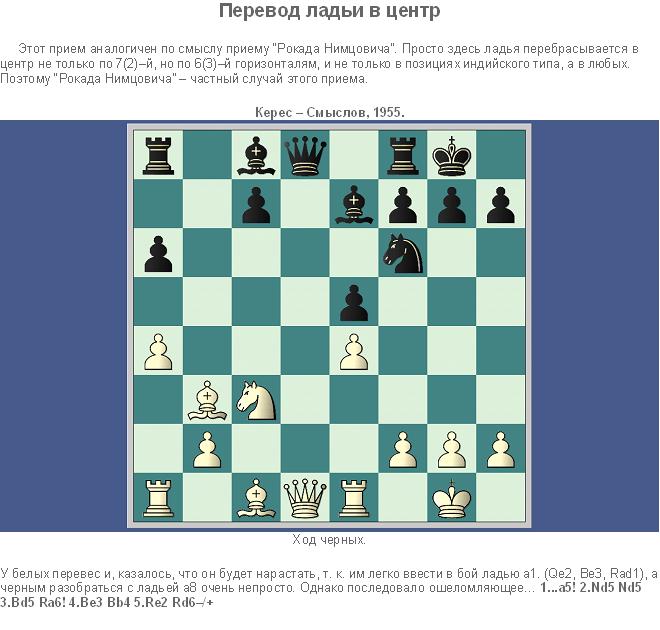 Перевод ладьи в центр
Этот прием аналогичен по смыслу приему "Рокада Нимцовича". Просто здесь ладья перебрасывается в
центр не только по 7(2)–й, но по 6(3)–й горизонталям, и не только в позициях индийского типа, а в любых.
Поэтому "Рокада Нимцовича" – частный случай этого приема.
Керес – Смыслов, 1955.
Ход черных.
У белых перевес и, казалось, что он будет нарастать, т. к. им легко ввести в бой ладью a1. (Qe2, Be3, Rad1), а
черным разобраться с ладьей a8 очень непросто. Однако последовало ошеломляющее... 1...a5! 2.Nd5 Nd5
3.Bd5 Ra6! 4.Be3 Bb4 5.Re2 Rd6–/+